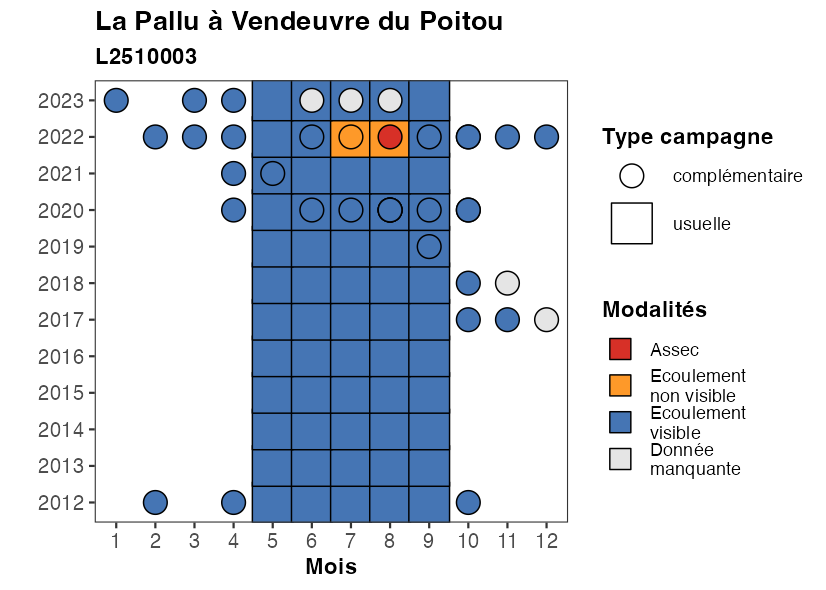 La Pallu à Vendeuvre du Poitou
L2510003
2023
2022
2021
2020
2019
2018
2017
2016
2015
2014
2013
2012
1 2 3 4 5 6 7 8 9 10 11 12
Mois
Type campagne
complémentaire
usuelle
Modalités
Assec
Ecoulement
non visible
Ecoulement
visible
Donnée
manquante